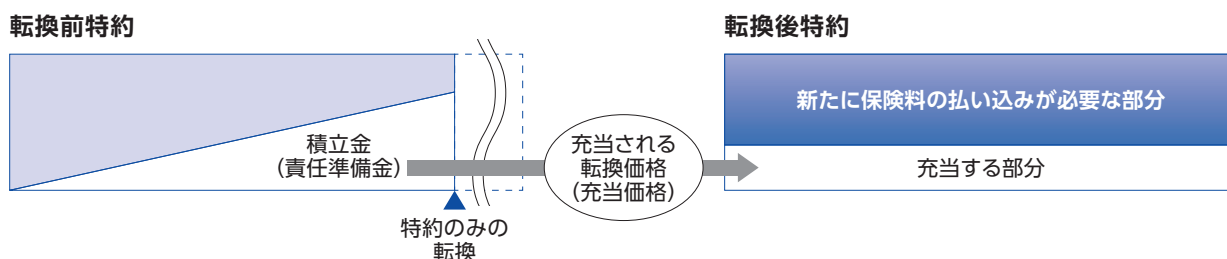 転換前特約
積立金
(責任準備金)
特約のみの
転換
充当される
転換価格
(充当価格)
転換後特約
新たに保険料の払い込みが必要な部分
充当する部分